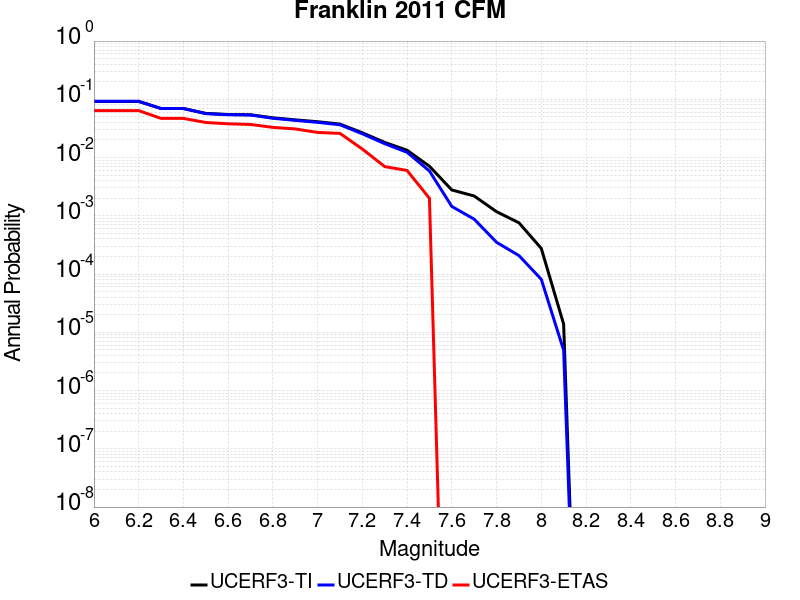 Franklin 2011 CFM
Annual Probability
10^0
10^-1
10^-2
10^-3
10^-4
10^-5
10^-6
10^-7
10^-8
6 6.2 6.4 6.6 6.8 7 7.2 7.4 7.6 7.8 8 8.2 8.4 8.6 8.8 9
Magnitude
UCERF3-TI UCERF3-TD UCERF3-ETAS